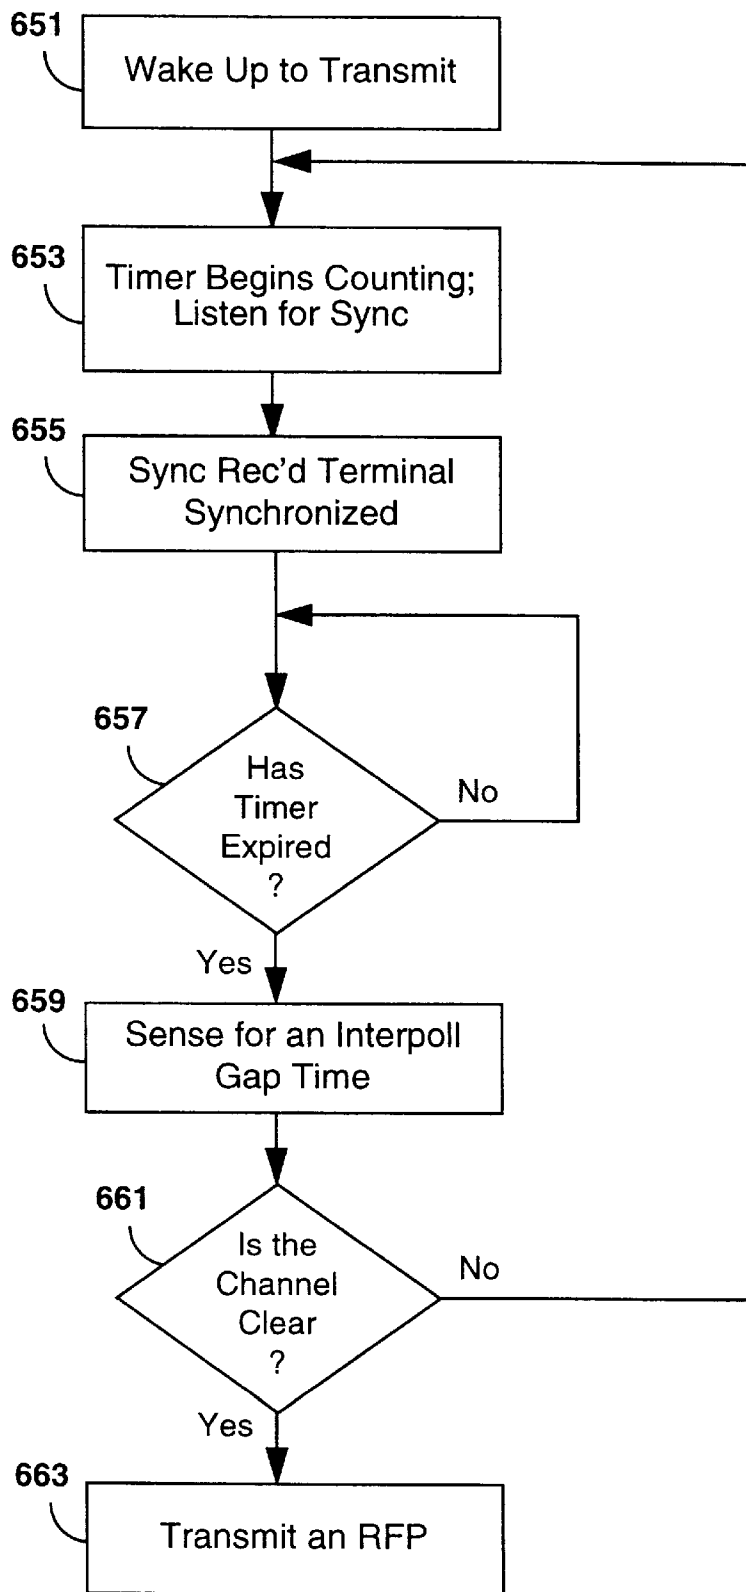 651
Wake Up to Transmit
653
Timer Begins Counting;
Listen for Sync
655
Sync Rec'd Terminal
Synchronized
657
Has
Timer
Expired
?
No
Yes
659
Sense for an Interpoll
Gap Time
661
Is the
Channel
Clear
?
No
Yes
663
Transmit an RFP